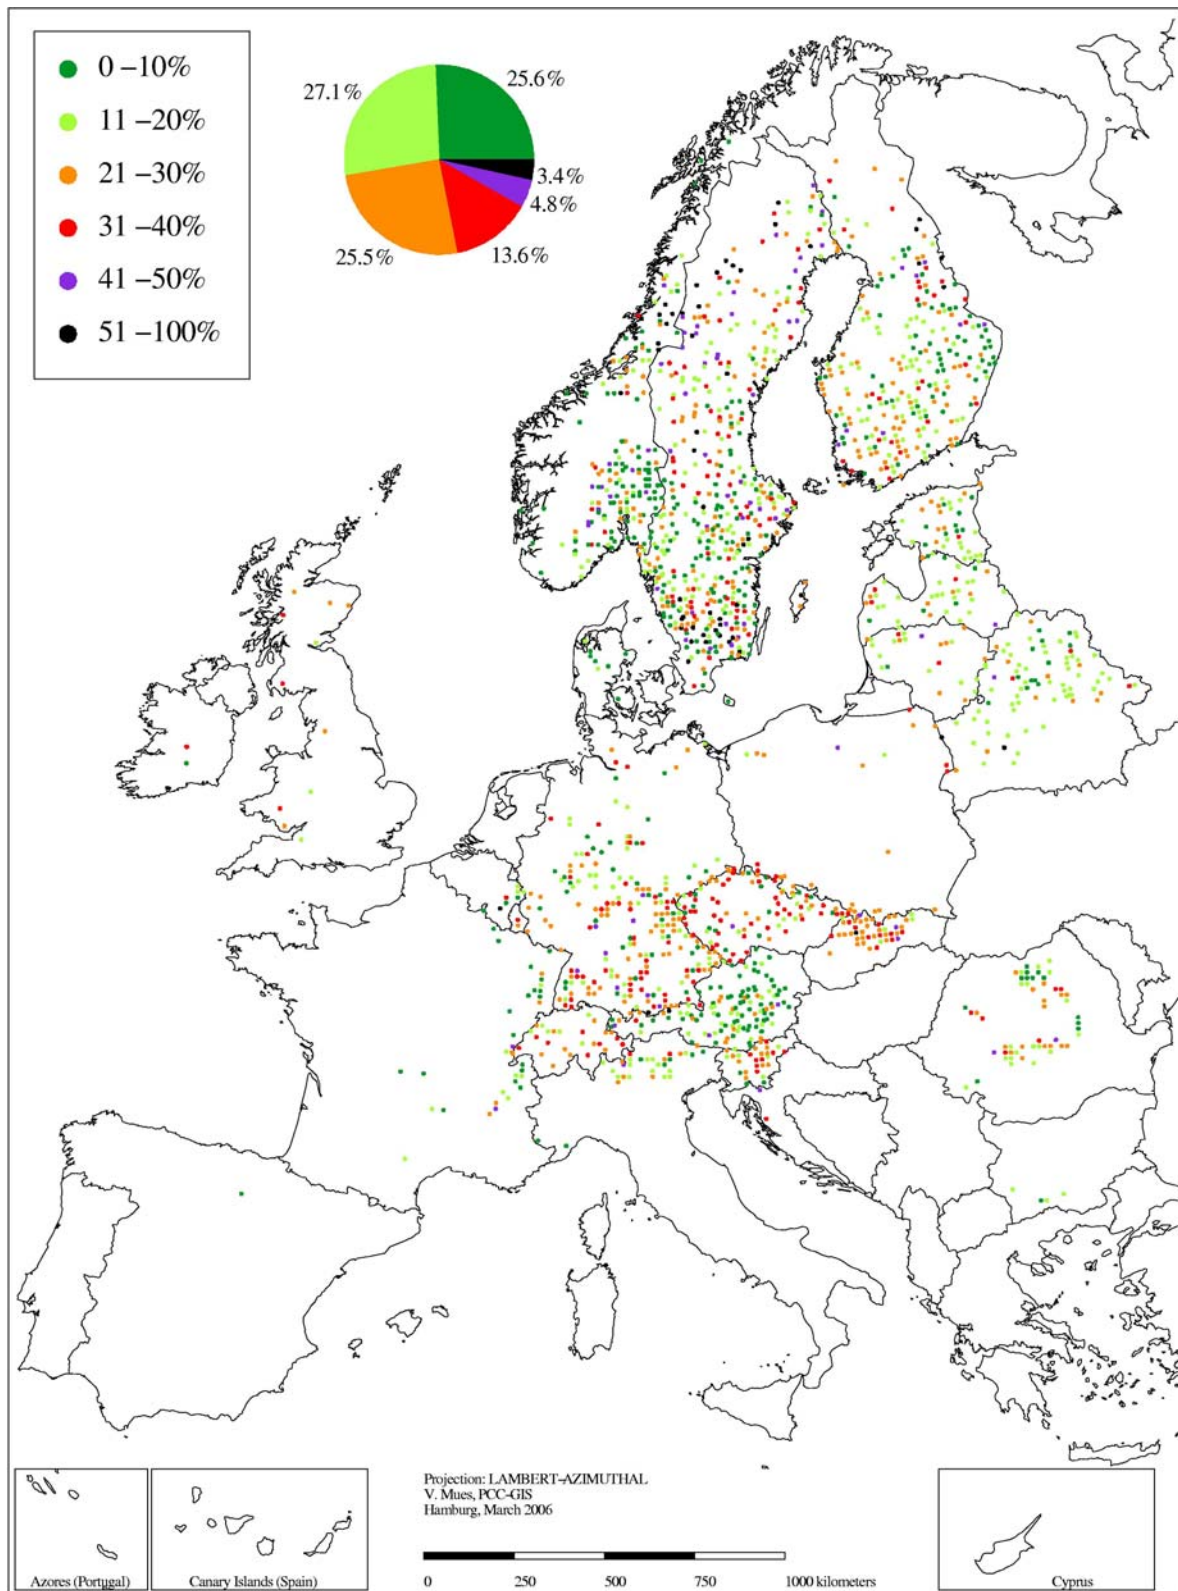 0 –10%
11 –20%
21 –30%
31 –40%
41 –50%
51 –100%
27.1%
25.6%
3.4%
4.8%
25.5%
13.6%
Projection: LAMBERT-AZIMUTHAL
V. Mues, PCC-GIS
Hamburg, March 2006
0 250 500 750 1000 kilometers
Azores (Portugal)
Canary Islands (Spain)
Cyprus